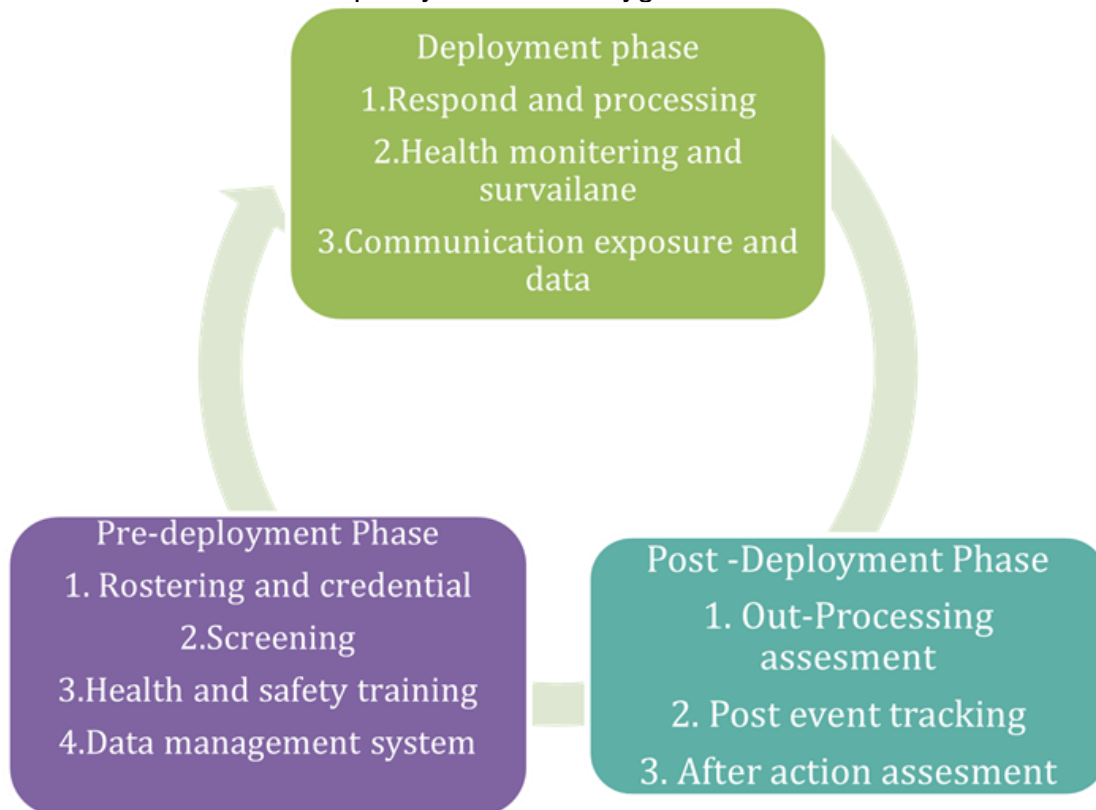 Deployment phase
1.Respond and processing
2.Health monitering and
survailane
3.Communication exposure and
data
Pre-deployment Phase
1. Rostering and credential
2.Screening
3.Health and safety training
4.Data management system
Post -Deployment Phase
1. Out-Processing
assesment
2. Post event tracking
3. After action assesment